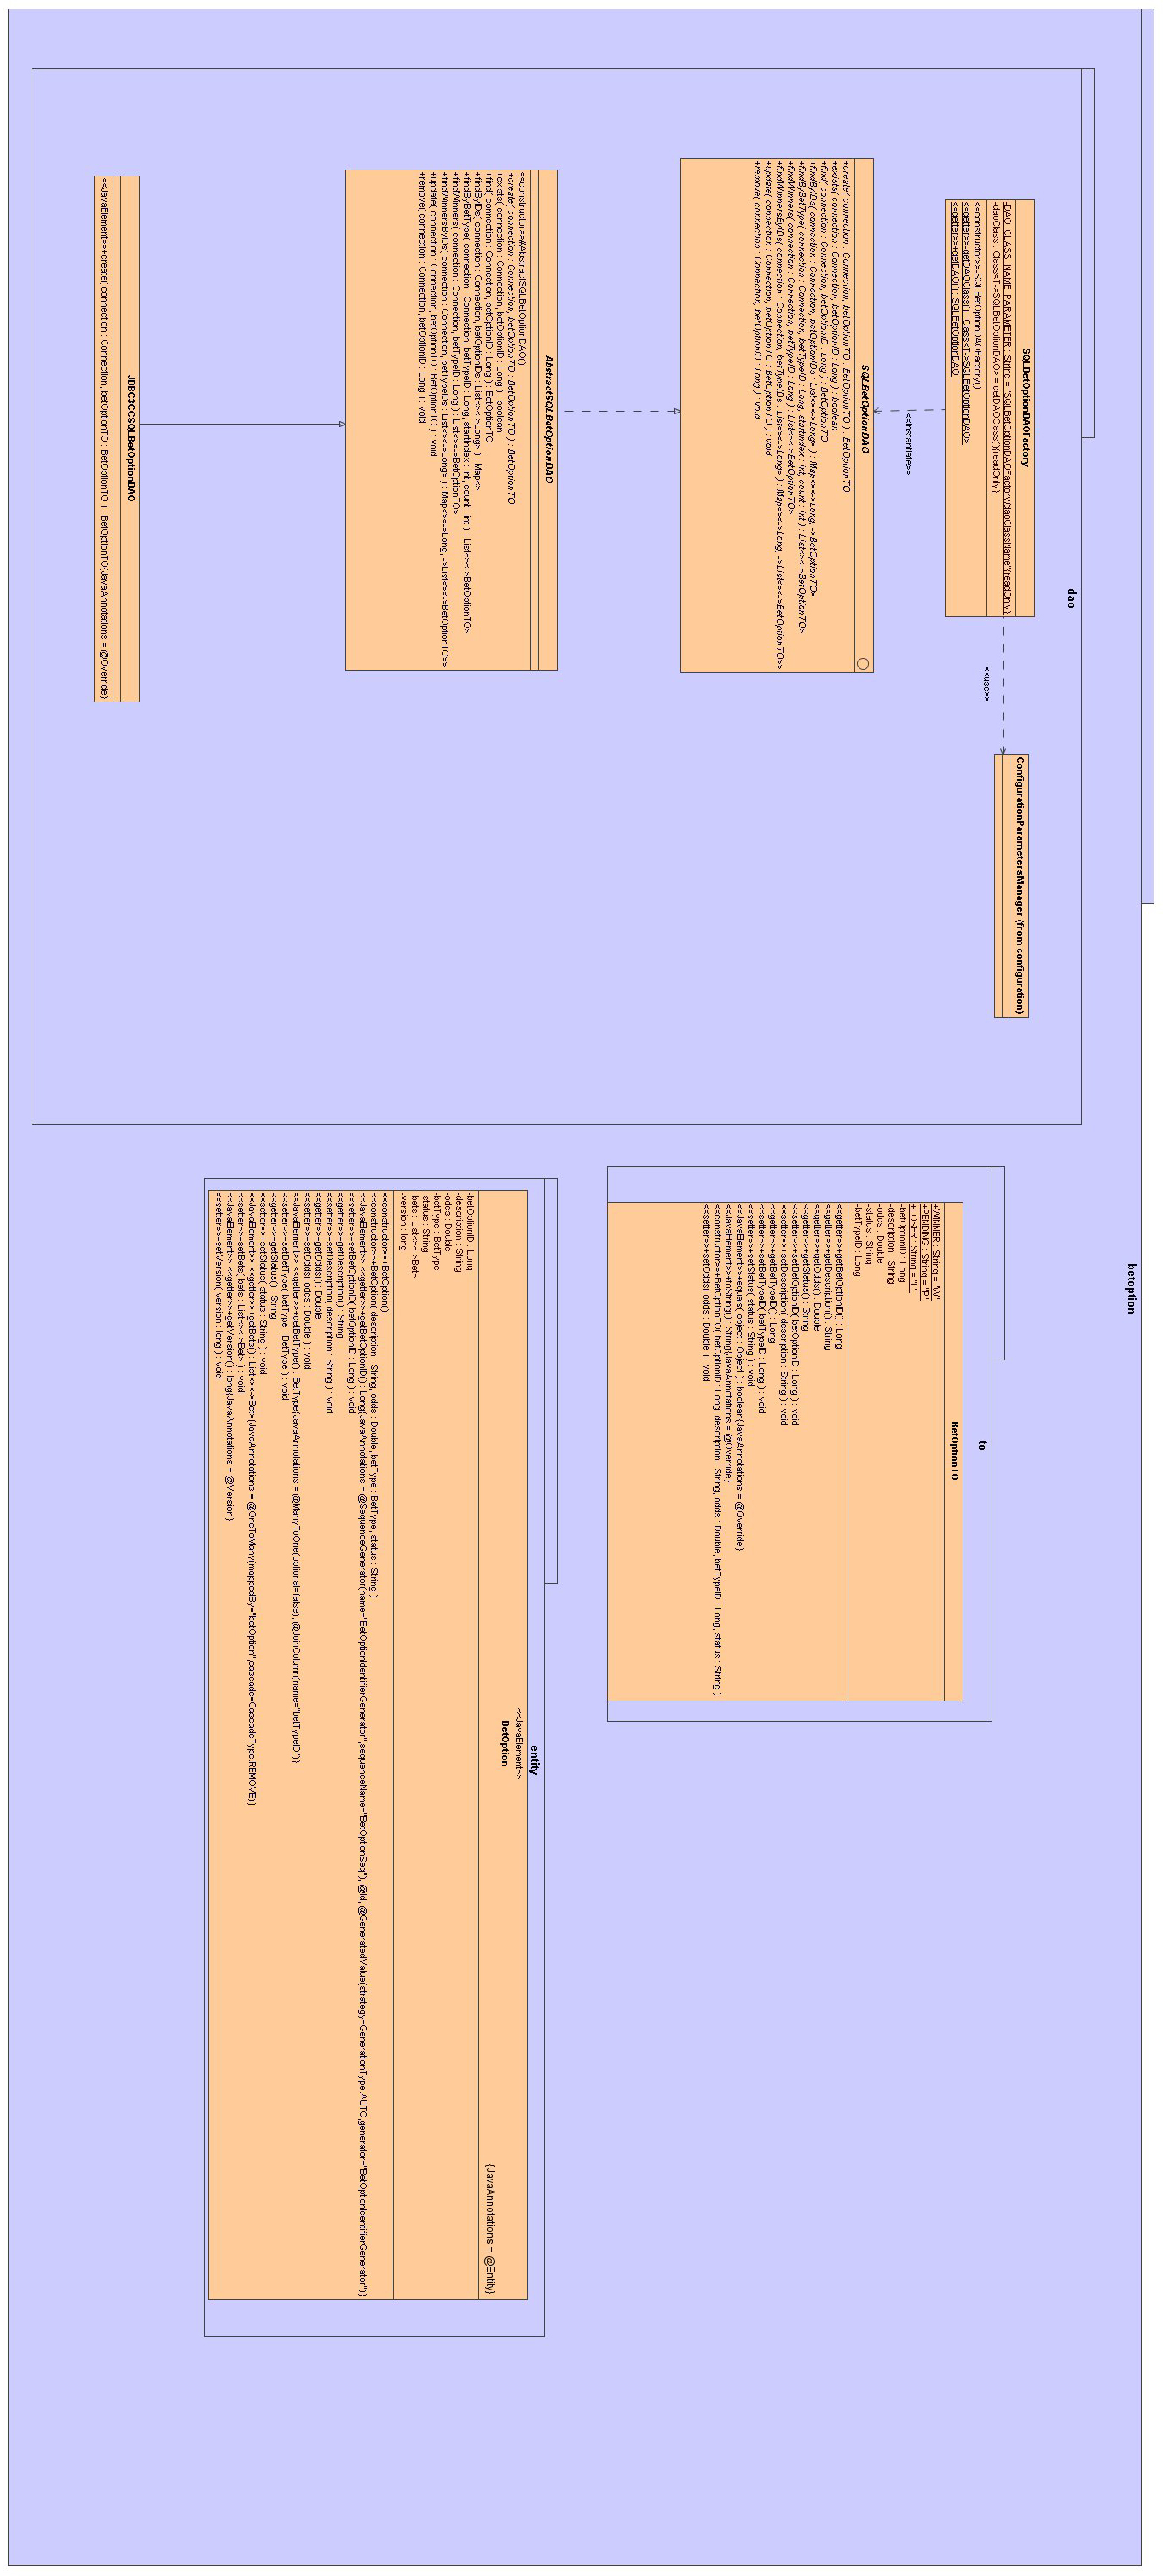 betoption
dao
SQLBetOptionDAOFactory
-DAO_CLASS_NAME_PARAMETER : String = "SQLBetOptionDAOFactory/daoClassName"{readOnly}
-daoClass : Class<T->SQLBetOptionDAO> = getDAOClass(){readOnly}
<<constructor>>-SQLBetOptionDAOFactory()
<<getter>>-getDAOClass() : Class<T->SQLBetOptionDAO>
<<getter>>+getDAO() : SQLBetOptionDAO
<<use>>
ConfigurationParametersManager (from configuration)
<<instantiate>>
SQLBetOptionDAO
+create( connection : Connection, betOptionTO : BetOptionTO ) : BetOptionTO
+exists( connection : Connection, betOptionID : Long ) : boolean
+find( connection : Connection, betOptionID : Long ) : BetOptionTO
+findByIDs( connection : Connection, betOptionIDs : List<><->Long> ) : Map<><->Long, ->BetOptionTO>
+findByBetType( connection : Connection, betTypeID : Long, startIndex : int, count : int ) : List<><->BetOptionTO>
+findWinners( connection : Connection, betTypeID : Long ) : List<><->BetOptionTO>
+findWinnersByIDs( connection : Connection, betTypeIDs : List<><->Long> ) : Map<><->Long, ->List<><->BetOptionTO>>
+update( connection : Connection, betOptionTO : BetOptionTO ) : void
+remove( connection : Connection, betOptionID : Long ) : void
AbstractSQLBetOptionDAO
<<constructor>>#AbstractSQLBetOptionDAO()
+create( connection : Connection, betOptionTO : BetOptionTO ) : BetOptionTO
+exists( connection : Connection, betOptionID : Long ) : boolean
+find( connection : Connection, betOptionID : Long ) : BetOptionTO
+findByIDs( connection : Connection, betOptionIDs : List<><->Long> ) : Map<>
+findByBetType( connection : Connection, betTypeID : Long, startIndex : int, count : int ) : List<><->BetOptionTO>
+findWinners( connection : Connection, betTypeID : Long ) : List<><->BetOptionTO>
+findWinnersByIDs( connection : Connection, betTypeIDs : List<><->Long> ) : Map<><->Long, ->List<><->BetOptionTO>>
+update( connection : Connection, betOptionTO : BetOptionTO ) : void
+remove( connection : Connection, betOptionID : Long ) : void
JDBC3CCSQLBetOptionDAO
<<JavaElement>>+create( connection : Connection, betOptionTO : BetOptionTO ) : BetOptionTO{JavaAnnotations = @Override}
to
BetOptionTO
+WINNER : String = "W"
+PENDING : String = "P"
+LOSER : String = "L"
-betOptionID : Long
-description : String
-odds : Double
-status : String
-betTypeID : Long
<<getter>>+getBetOptionID() : Long
<<getter>>+getDescription() : String
<<getter>>+getOdds() : Double
<<getter>>+getStatus() : String
<<setter>>+setBetOptionID( betOptionID : Long ) : void
<<setter>>+setDescription( description : String ) : void
<<getter>>+getBetTypeID() : Long
<<setter>>+setBetTypeID( betTypeID : Long ) : void
<<setter>>+setStatus( status : String ) : void
<<JavaElement>>+equals( object : Object ) : boolean{JavaAnnotations = @Override}
<<JavaElement>>+toString() : String{JavaAnnotations = @Override}
<<constructor>>+BetOptionTO( betOptionID : Long, description : String, odds : Double, betTypeID : Long, status : String )
<<setter>>+setOdds( odds : Double ) : void
entity
<<JavaElement>>
BetOption
{JavaAnnotations = @Entity}
-betOptionID : Long
-description : String
-odds : Double
-betType : BetType
-status : String
-bets : List<><->Bet>
-version : long
<<constructor>>+BetOption()
<<constructor>>+BetOption( description : String, odds : Double, betType : BetType, status : String )
<<JavaElement>> <<getter>>+getBetOptionID() : Long{JavaAnnotations = @SequenceGenerator(name="BetOptionIdentifierGenerator",sequenceName="BetOptionSeq"), @Id, @GeneratedValue(strategy=GenerationType.AUTO,generator="BetOptionIdentifierGenerator")}
<<setter>>+setBetOptionID( betOptionID : Long ) : void
<<getter>>+getDescription() : String
<<setter>>+setDescription( description : String ) : void
<<getter>>+getOdds() : Double
<<setter>>+setOdds( odds : Double ) : void
<<JavaElement>> <<getter>>+getBetType() : BetType{JavaAnnotations = @ManyToOne(optional=false), @JoinColumn(name="betTypeID")}
<<setter>>+setBetType( betType : BetType ) : void
<<getter>>+getStatus() : String
<<setter>>+setStatus( status : String ) : void
<<JavaElement>> <<getter>>+getBets() : List<><->Bet>{JavaAnnotations = @OneToMany(mappedBy="betOption",cascade=CascadeType.REMOVE)}
<<setter>>+setBets( bets : List<><->Bet> ) : void
<<JavaElement>> <<getter>>+getVersion() : long{JavaAnnotations = @Version}
<<setter>>+setVersion( version : long ) : void